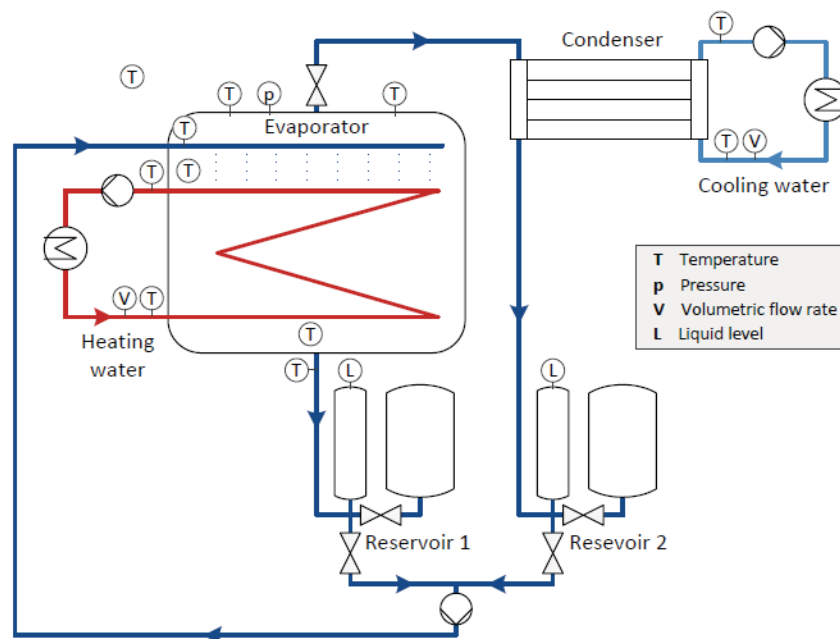 Condenser
T
T
T
p
T
Evaporator
T
T
T
T V
Cooling water
T Temperature
p Pressure
V Volumetric flow rate
L Liquid level
V T
Heating
water
T
T
L
L
Reservoir 1
Resevoir 2